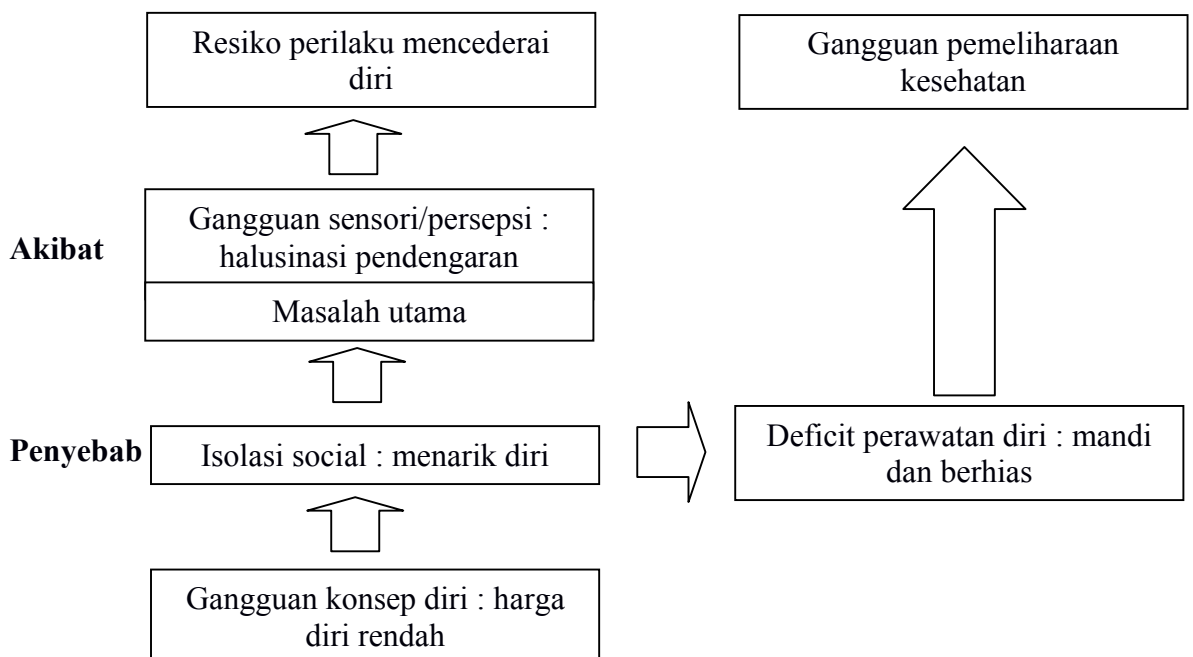 Resiko perilaku mencederai
diri
Gangguan pemeliharaan
kesehatan
Akibat
Gangguan sensori/persepsi :
halusinasi pendengaran
Masalah utama
Penyebab
Isolasi social : menarik diri
Deficit perawatan diri : mandi
dan berhias
Gangguan konsep diri : harga
diri rendah